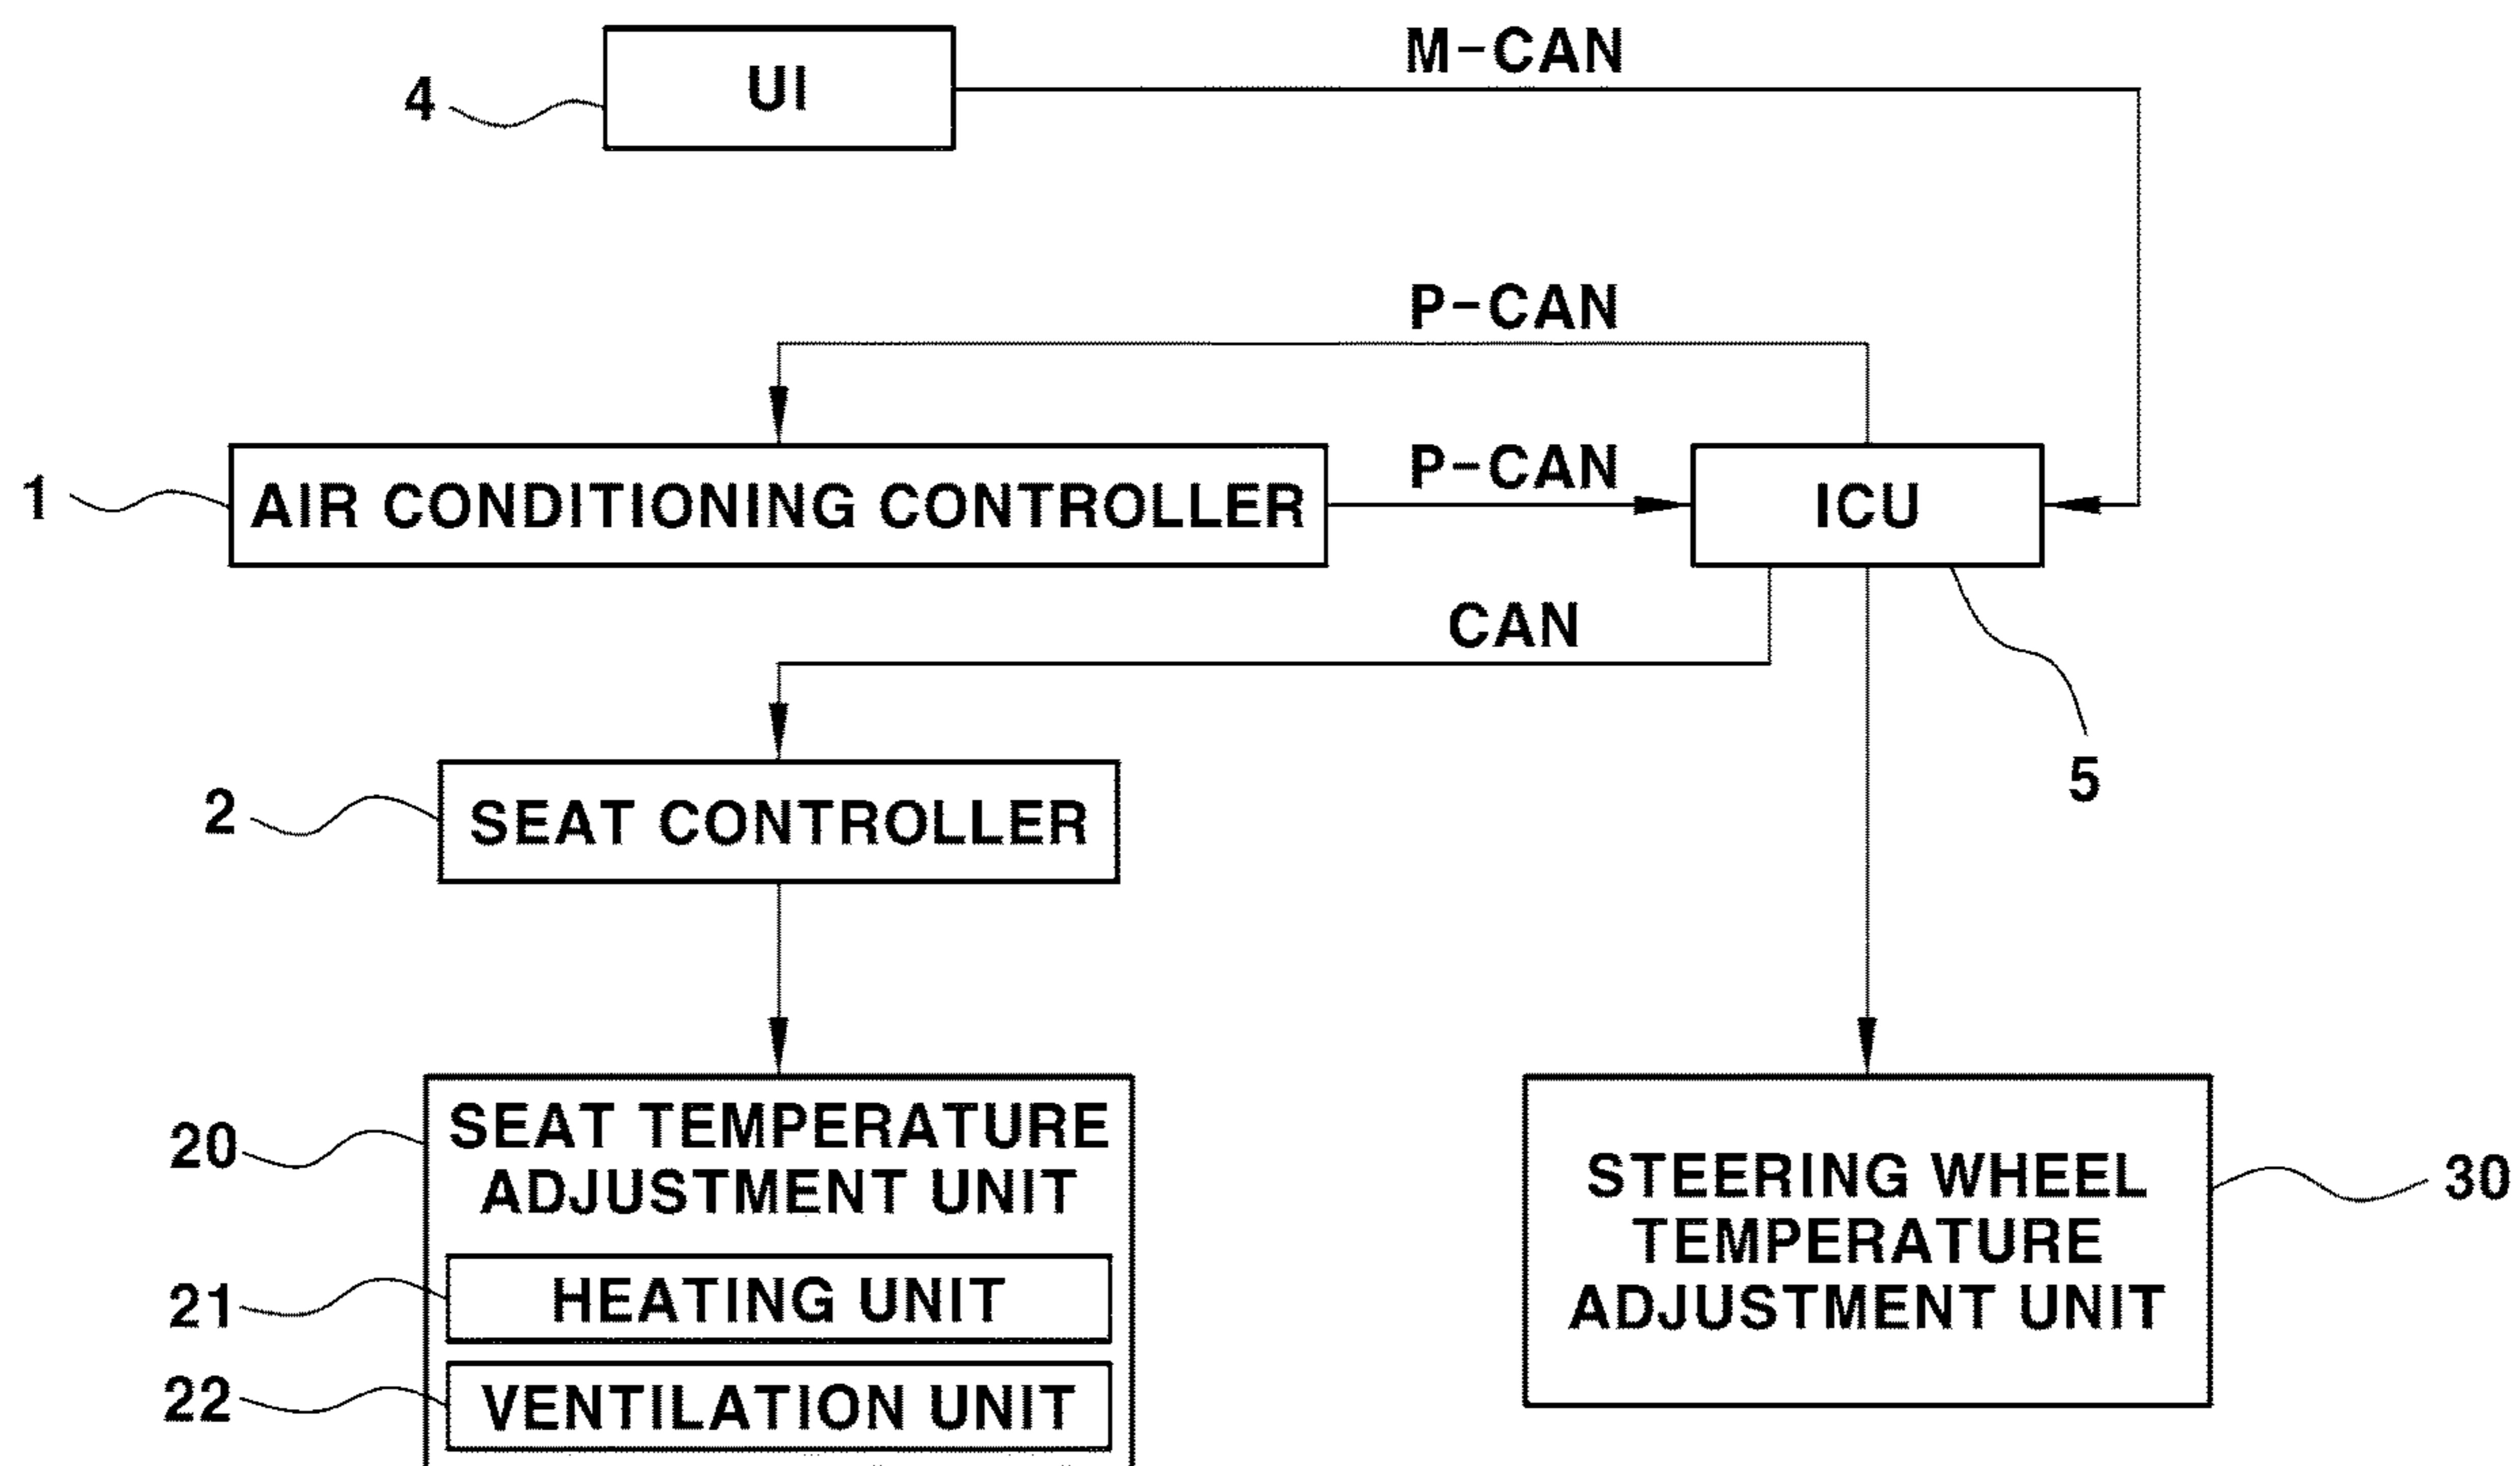 M-CAN
UI
4
P-CAN
1
AIR CONDITIONING CONTROLLER
P-CAN
ICU
CAN
5
2
SEAT CONTROLLER
20
SEAT TEMPERATURE
ADJUSTMENT UNIT
21
HEATING UNIT
22
VENTILATION UNIT
STEERING WHEEL
TEMPERATURE
ADJUSTMENT UNIT
30